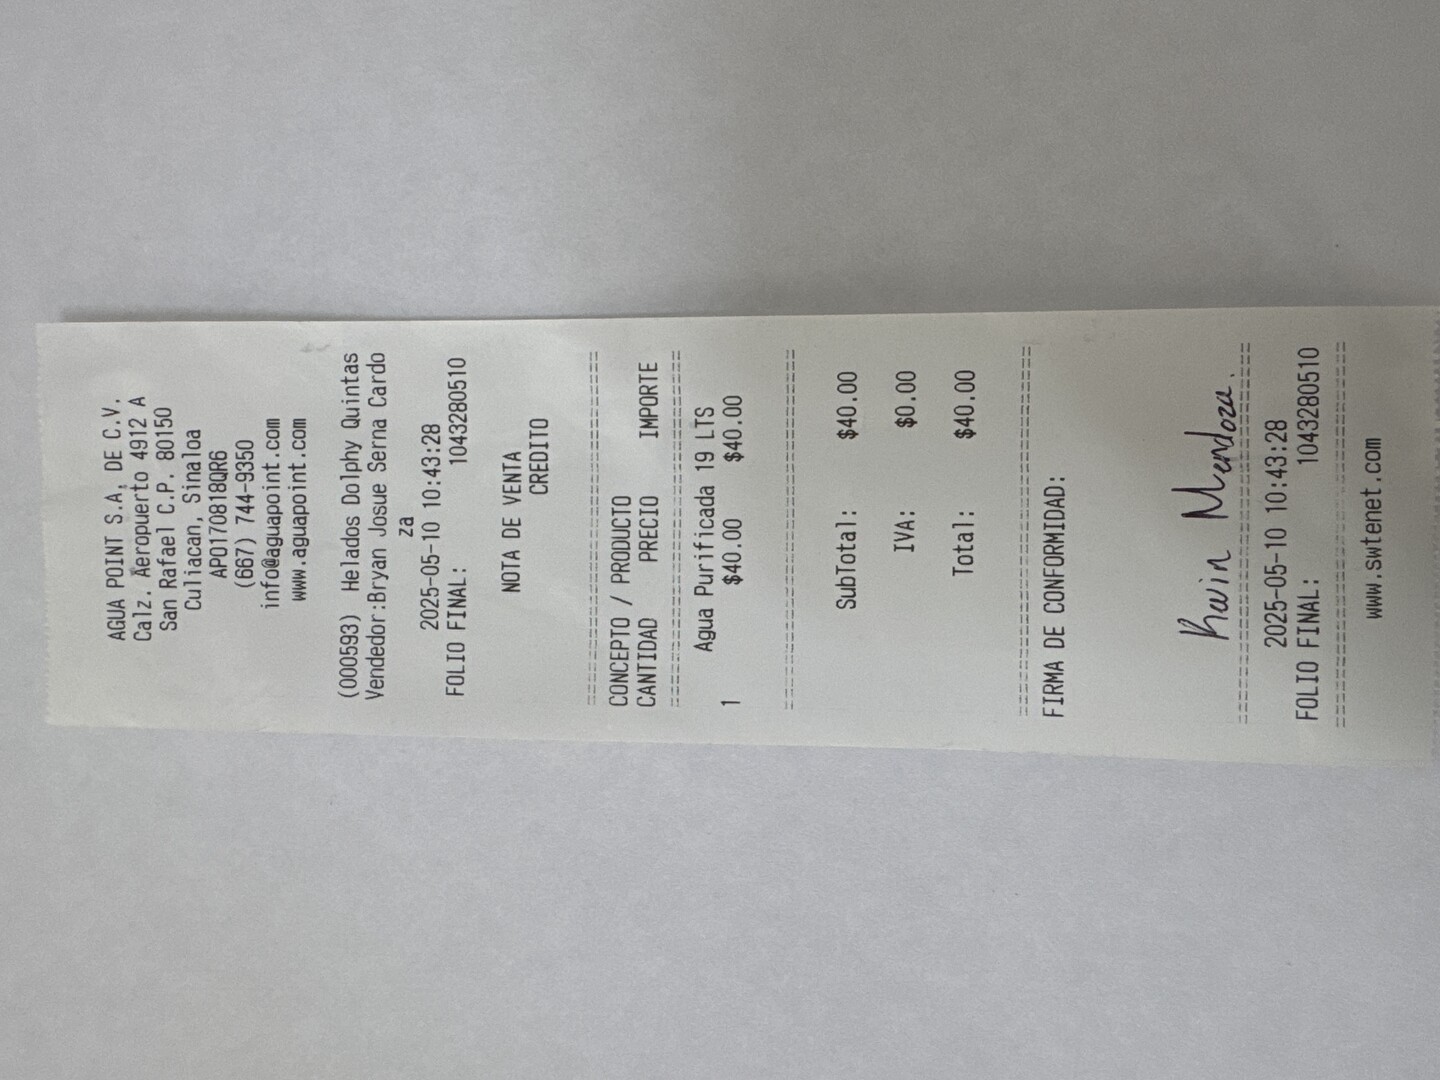 AGUA POINT S.A, DE C.V.
Calz. Aeropuerto 4912 A
San Rafael C.P. 80150
Culiacan, Sinaloa
APO170818QR6
(667) 744-9350
info@aguapoint.com
www.aguapoint.com
(000593) Helados Dolphy Quintas
Vendedor:Bryan Josue Serna Cardo
za
2025-05-10 10:43:28
FOLIO FINAL: 1043280510
NOTA DE VENTA
CREDITO
================================
CONCEPTO / PRODUCTO
CANTIDAD PRECIO IMPORTE
================================
Agua Purificada 19 LTS
1 $40.00 $40.00
================================
SubTotal: $40.00
IVA: $0.00
Total: $40.00
================================
FIRMA DE CONFORMIDAD:
Kevin Mendoza.
================================
2025-05-10 10:43:28
FOLIO FINAL: 1043280510
================================
www.swtenet.com